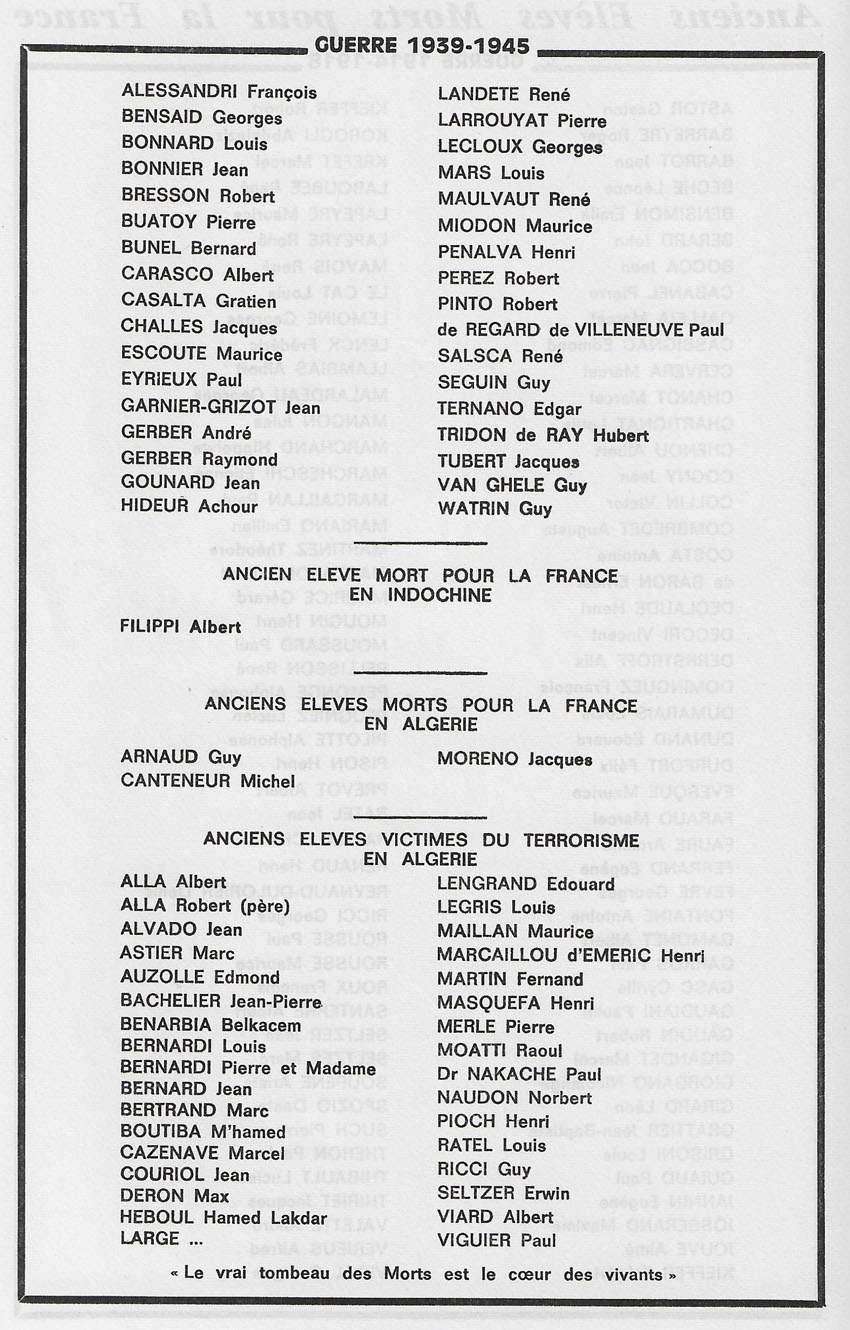 GUERRE 1939-1945
ALESSANDRI François
BENSAID Georges
BONNARD Louis
BONNIER Jean
BRESSON Robert
BUATOY Pierre
BUNEL Bernard
CARASCO Albert
CASALTA Gratien
CHALLES Jacques
ESCOUTE Maurice
EYRIEUX Paul
GARNIER-GRIZOT Jean
GERBER André
GERBER Raymond
GOUNARD Jean
HIDEUR Achour
LANDETE René
LARROUYAT Pierre
LECLOUX Georges
MARS Louis
MAULVAUT René
MIODON Maurice
PENALVA Henri
PEREZ Robert
PINTO Robert
de REGARD de VILLENEUVE Paul
SALSCA René
SEGUIN Guy
TERNANO Edgar
TRIDON de RAY Hubert
TUBERT Jacques
VAN GHELE Guy
WATRIN Guy
ANCIEN ELEVE MORT POUR LA FRANCE
EN INDOCHINE
FILIPPI Albert
ANCIENS ELEVES MORTS POUR LA FRANCE
EN ALGERIE
ARNAUD Guy
CANTENEUR Michel
MORENO Jacques
ANCIENS ELEVES VICTIMES DU TERRORISME
EN ALGERIE
ALLA Albert
ALLA Robert (père)
ALVADO Jean
ASTIER Marc
AUZOLLE Edmond
BACHELIER Jean-Pierre
BENARBIA Belkacem
BERNARDI Louis
BERNARDI Pierre et Madame
BERNARD Jean
BERTRAND Marc
BOUTIBA M'hamed
CAZENAVE Marcel
COURIOL Jean
DERON Max
HEBOUL Hamed Lakdar
LARGE ...
LENGRAND Edouard
LEGRIS Louis
MAILLAN Maurice
MARCAILLOU d'EMERIC Henri
MARTIN Fernand
MASQUEFA Henri
MERLE Pierre
MOATTI Raoul
Dr NAKACHE Paul
NAUDON Norbert
PIOCH Henri
RATEL Louis
RICCI Guy
SELTZER Erwin
VIARD Albert
VIGUIER Paul
« Le vrai tombeau des Morts est le cœur des vivants »